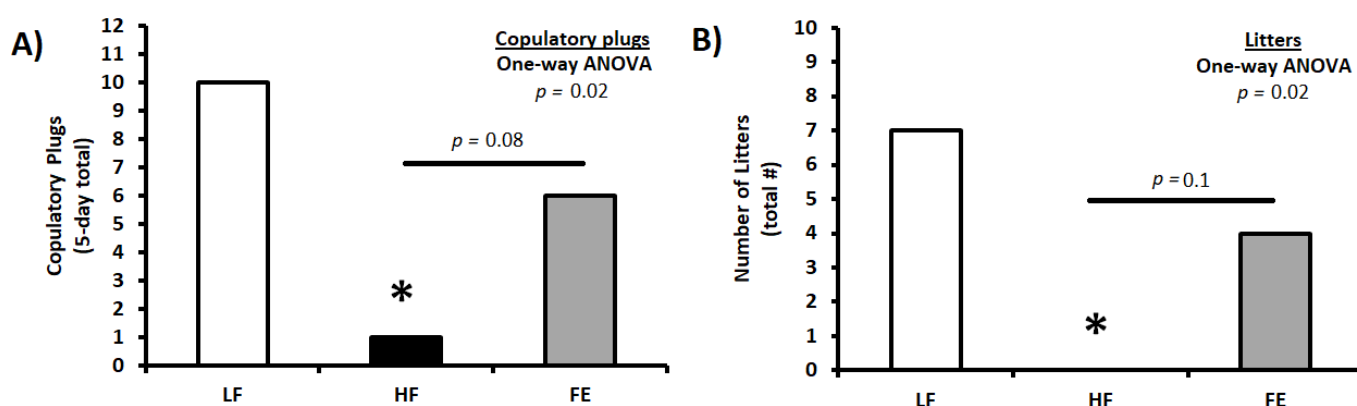 A)
Copulatory plugs
One-way ANOVA
p = 0.02
p = 0.08
Copulatory Plugs
(5-day total)
12
11
10
9
8
7
6
5
4
3
2
1
0
*
LF
HF
FE
B)
Litters
One-way ANOVA
p = 0.02
p = 0.1
Number of Litters
(total #)
10
9
8
7
6
5
4
3
2
1
0
*
LF
HF
FE